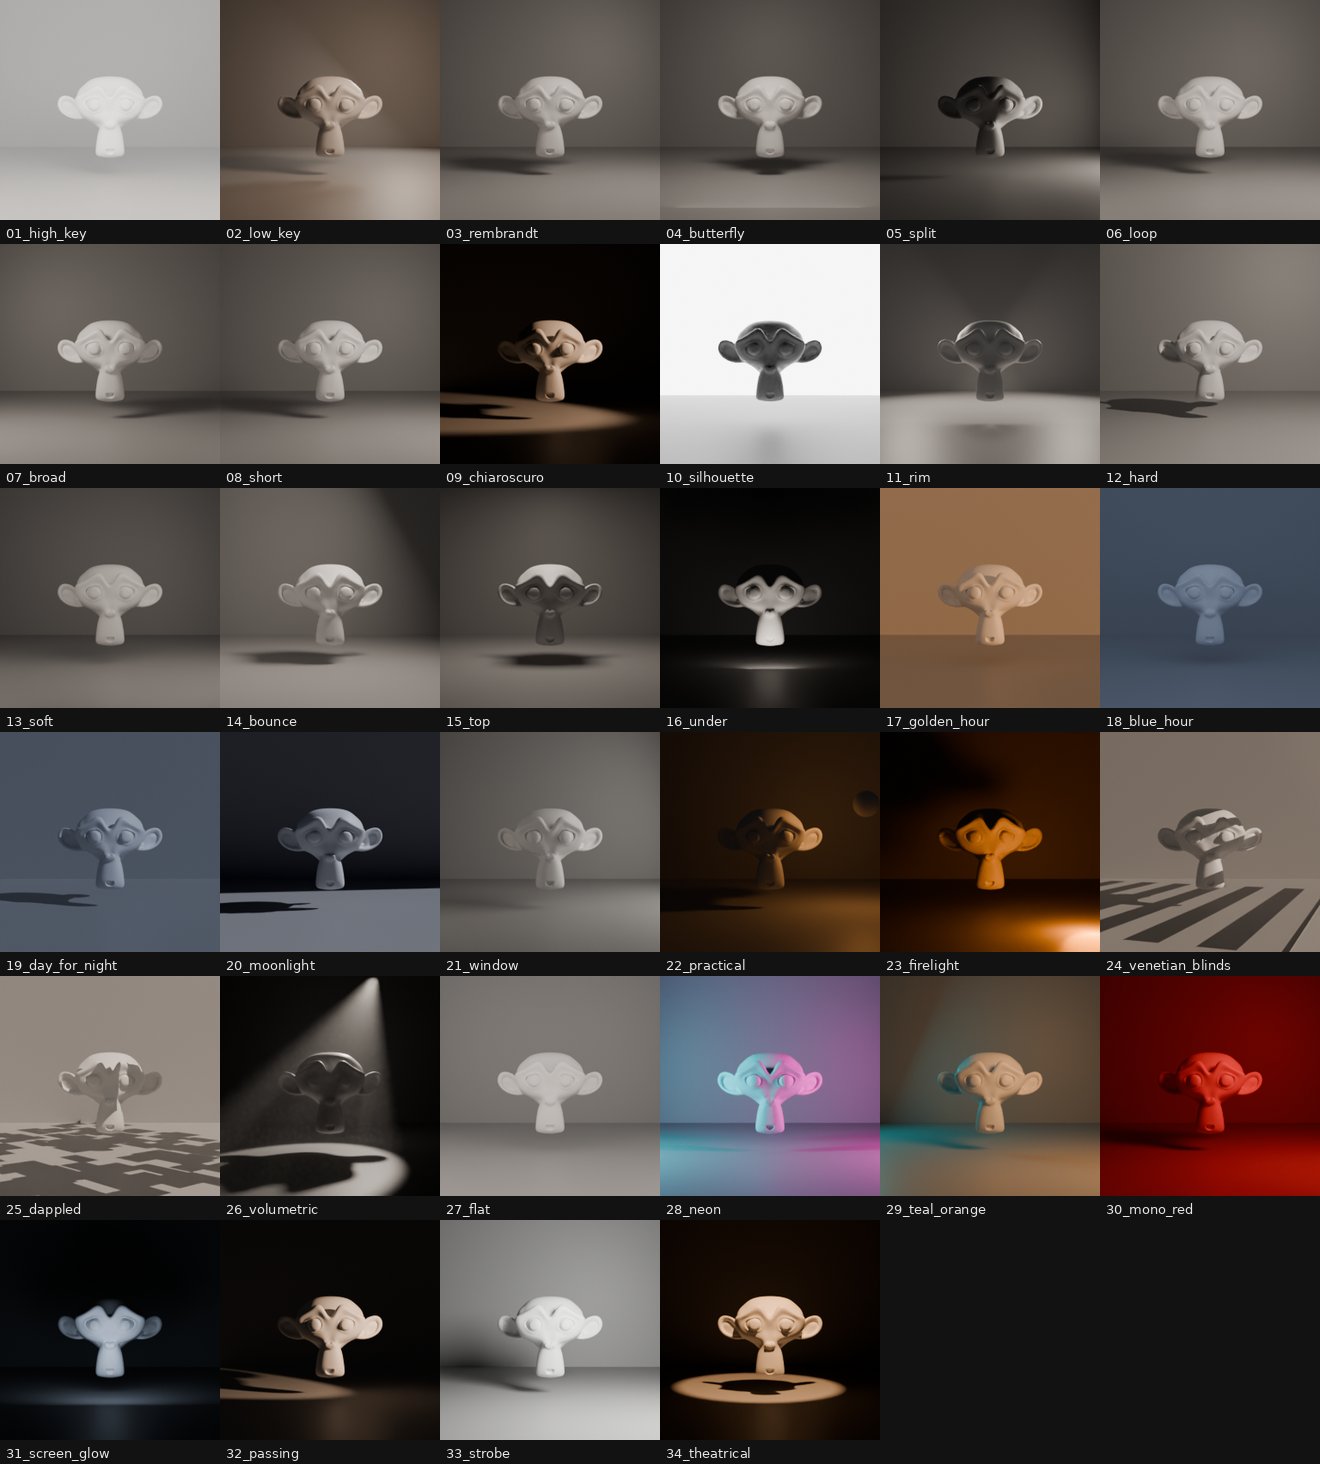 01_high_key
02_low_key
03_rembrandt
04_butterfly
05_split
06_loop
07_broad
08_short
09_chiaroscuro
10_silhouette
11_rim
12_hard
13_soft
14_bounce
15_top
16_under
17_golden_hour
18_blue_hour
19_day_for_night
20_moonlight
21_window
22_practical
23_firelight
24_venetian_blinds
25_dappled
26_volumetric
27_flat
28_neon
29_teal_orange
30_mono_red
31_screen_glow
32_passing
33_strobe
34_theatrical